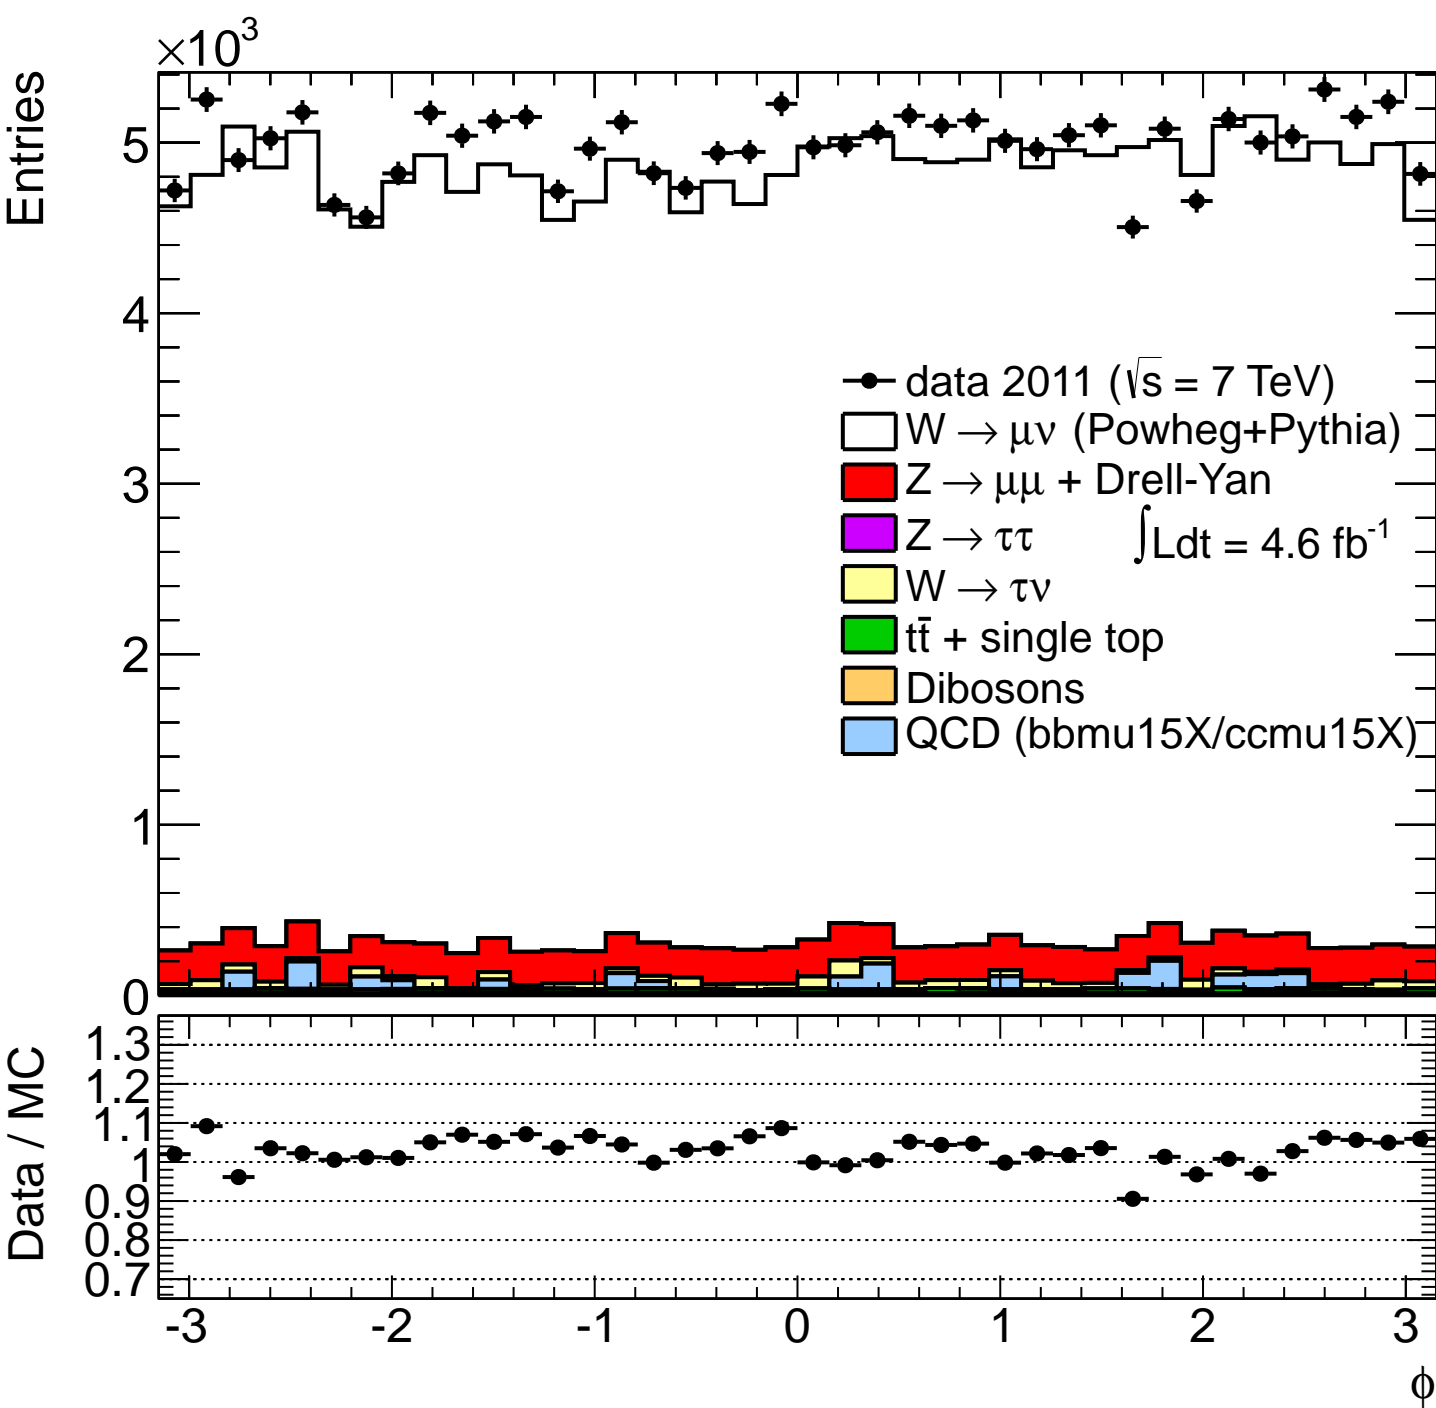 ×10³
Entries
5
4
3
2
1
0
data 2011 (√s = 7 TeV)
W → μν (Powheg+Pythia)
Z → μμ + Drell-Yan
Z → ττ
∫Ldt = 4.6 fb⁻¹
W → τν
tt̄ + single top
Dibosons
QCD (bbmu15X/ccmu15X)
Data / MC
1.3
1.2
1.1
1
0.9
0.8
0.7
-3 -2 -1 0 1 2 3
ϕ